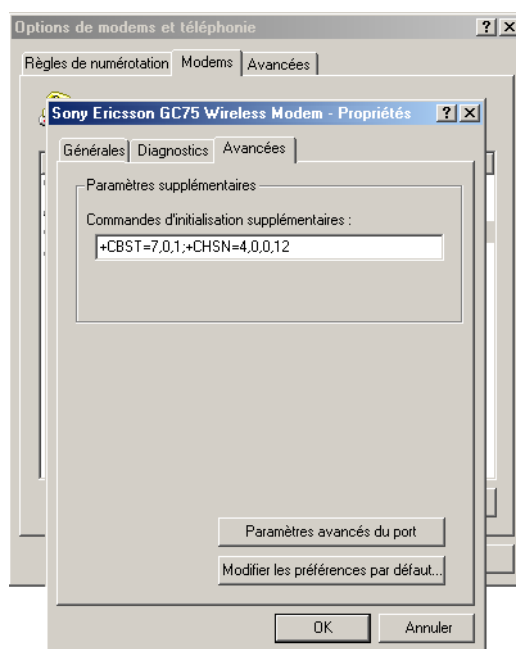 Options de modems et téléphonie
Règles de numérotation Modems Avancées
Sony Ericsson GC75 Wireless Modem - Propriétés
Générales Diagnostics Avancées
Paramètres supplémentaires
Commandes d'initialisation supplémentaires :
+CBST=7,0,1;+CHSN=4,0,0,12
Paramètres avancés du port
Modifier les préférences par défaut...
OK Annuler